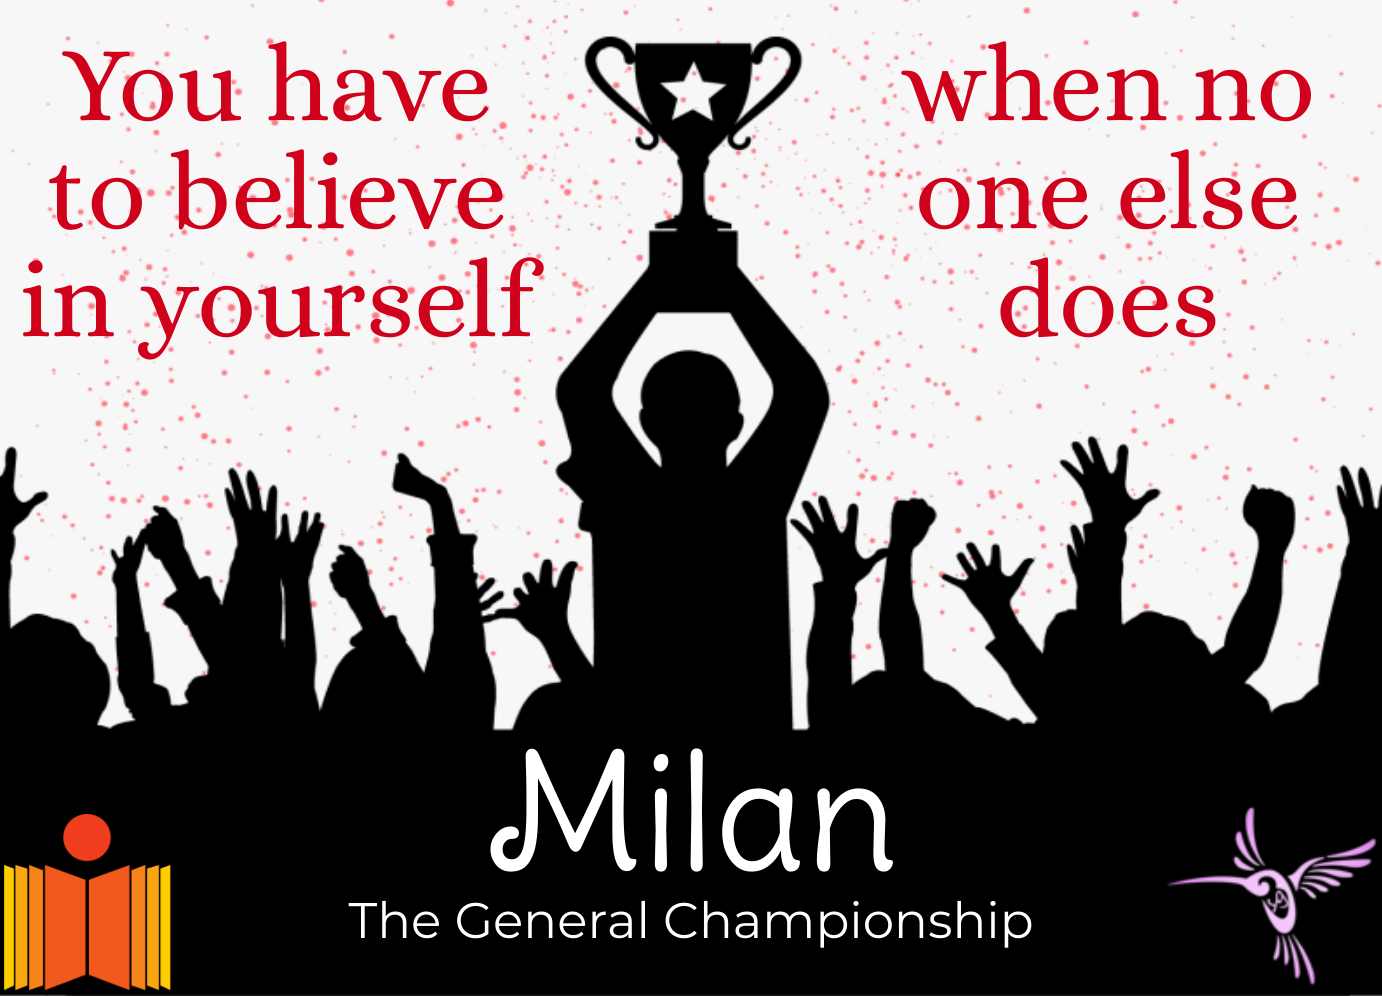 You have
to believe
in yourself
when no
one else
does
Milan
The General Championship